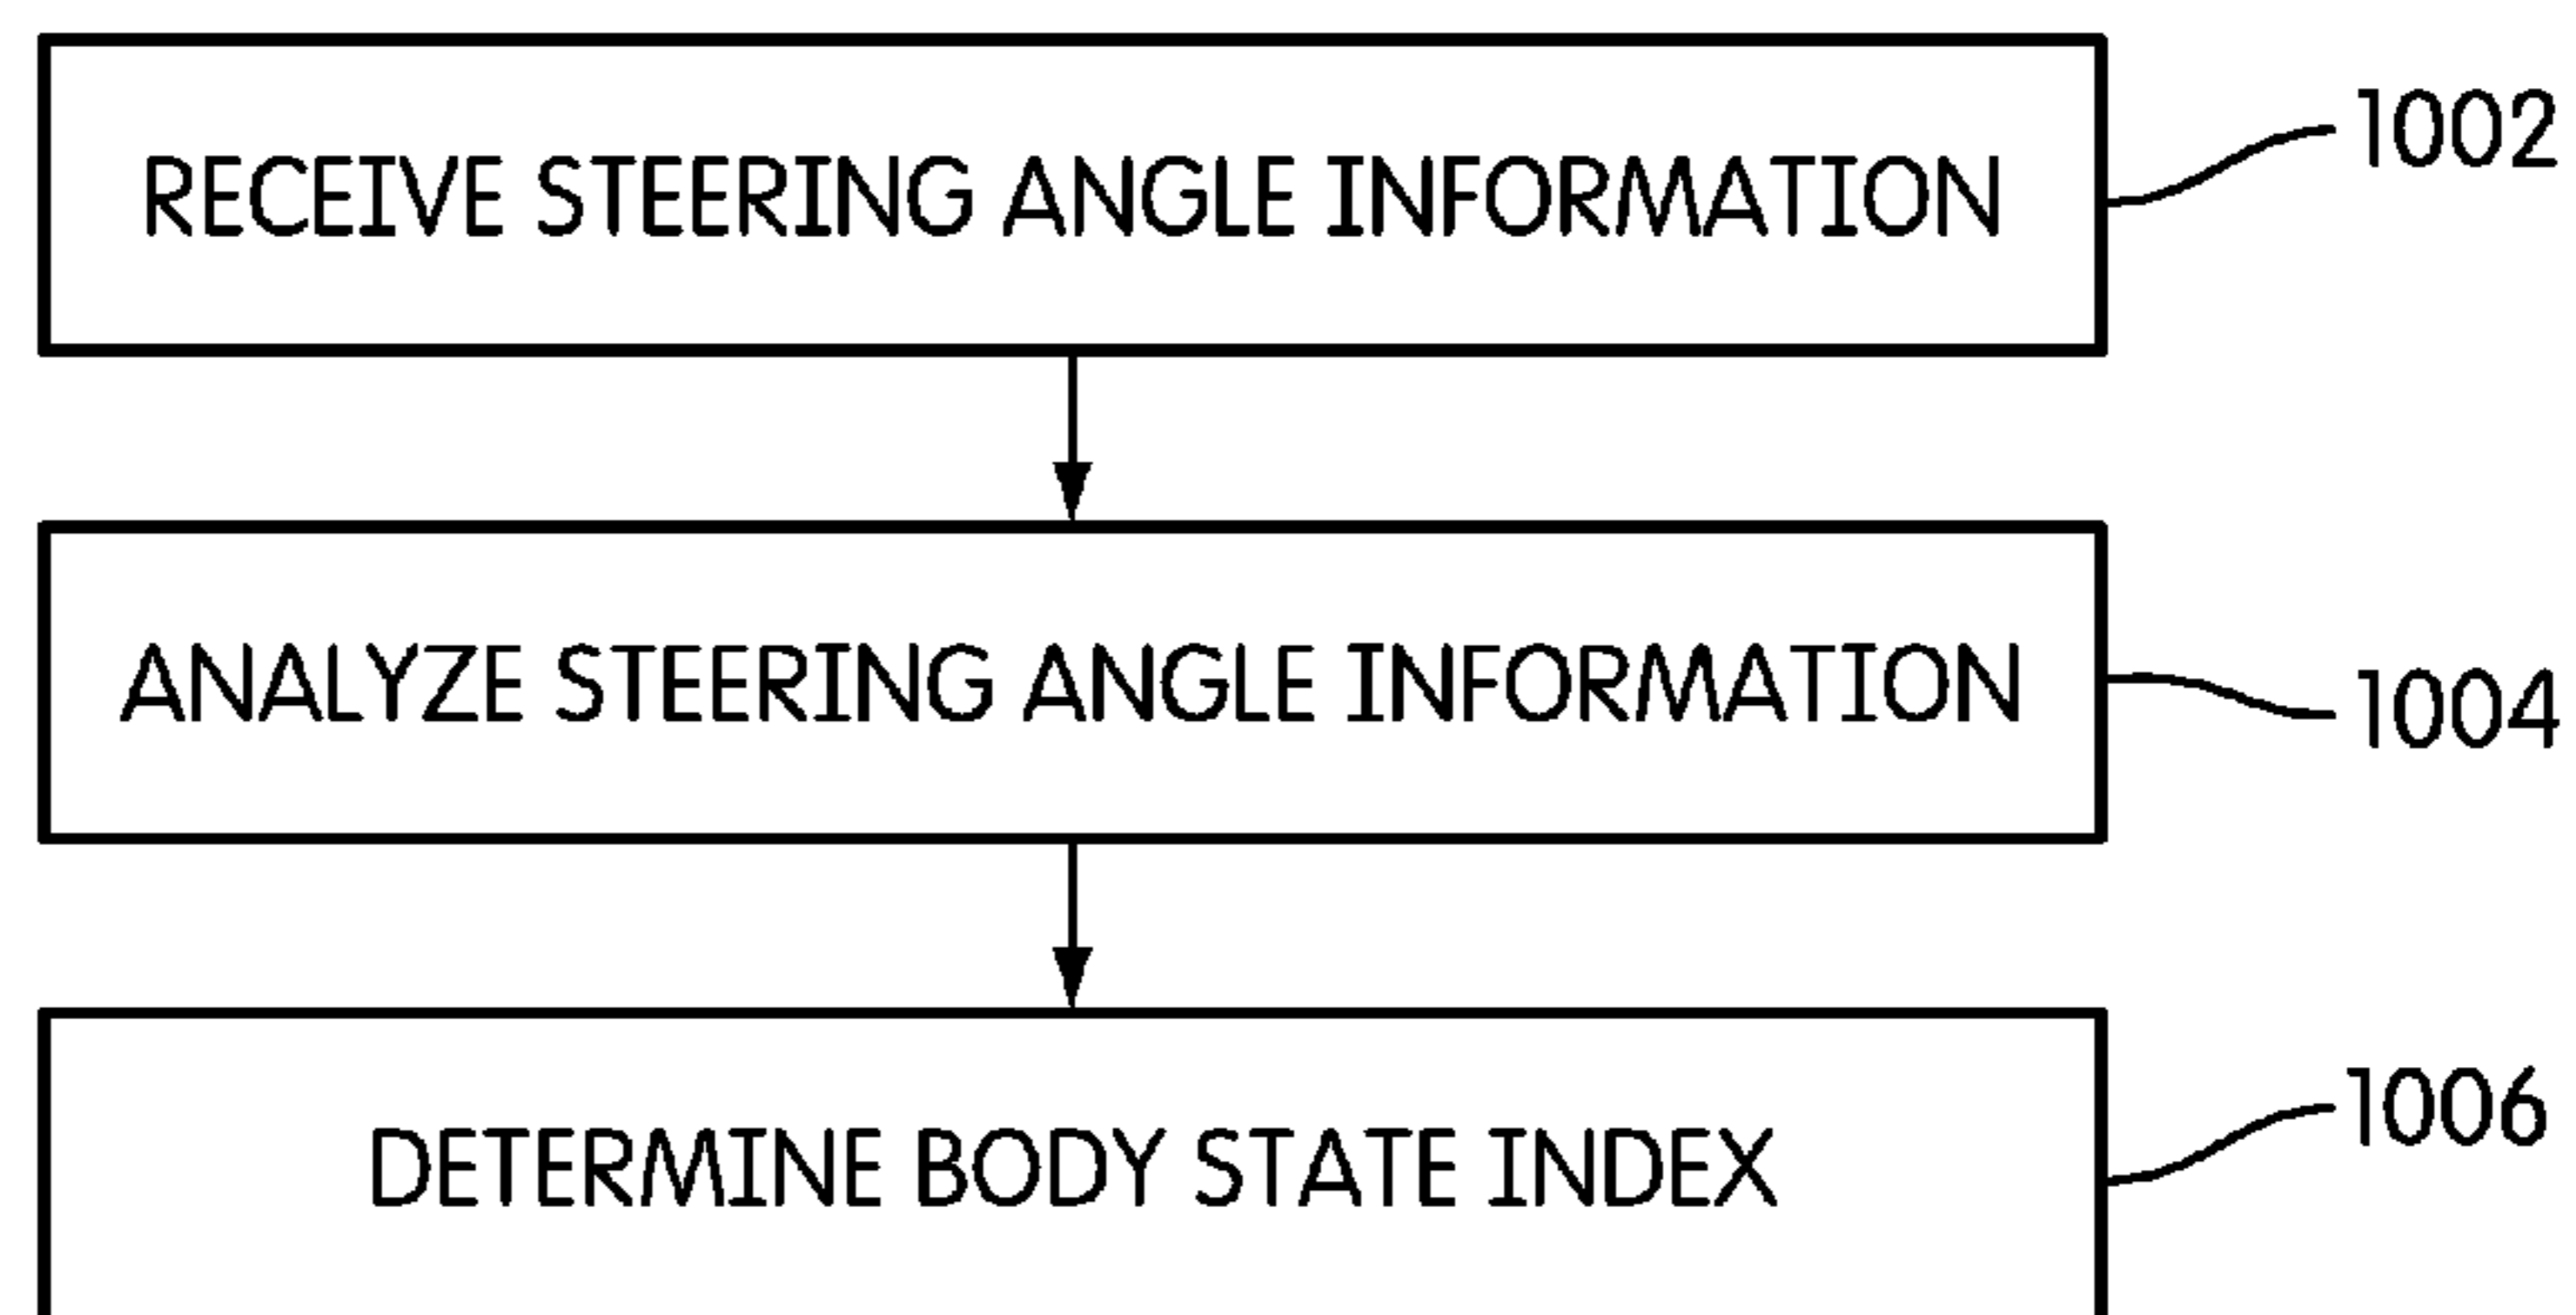 RECEIVE STEERING ANGLE INFORMATION
1002
ANALYZE STEERING ANGLE INFORMATION
1004
DETERMINE BODY STATE INDEX
1006